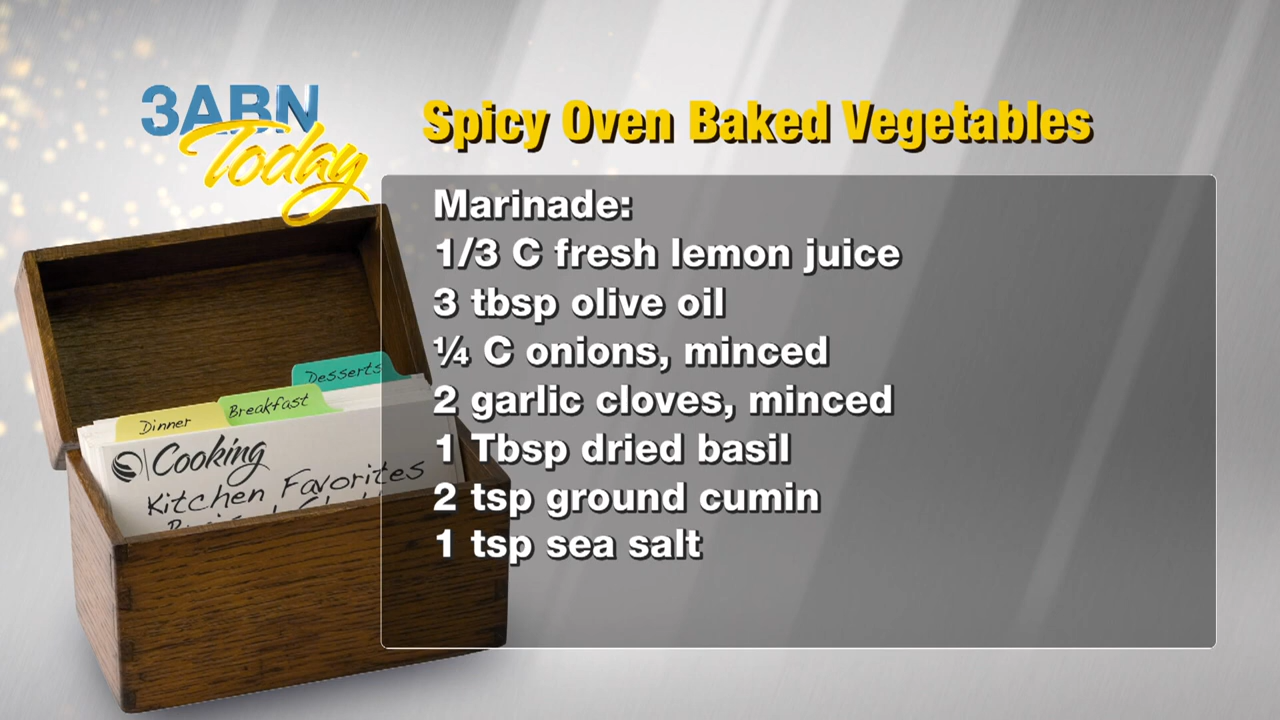 3ABN
Today
Spicy Oven Baked Vegetables
Marinade:
1/3 C fresh lemon juice
3 tbsp olive oil
¼ C onions, minced
2 garlic cloves, minced
1 Tbsp dried basil
2 tsp ground cumin
1 tsp sea salt
Desserts
Breakfast
Dinner
Cooking
Kitchen Favorites